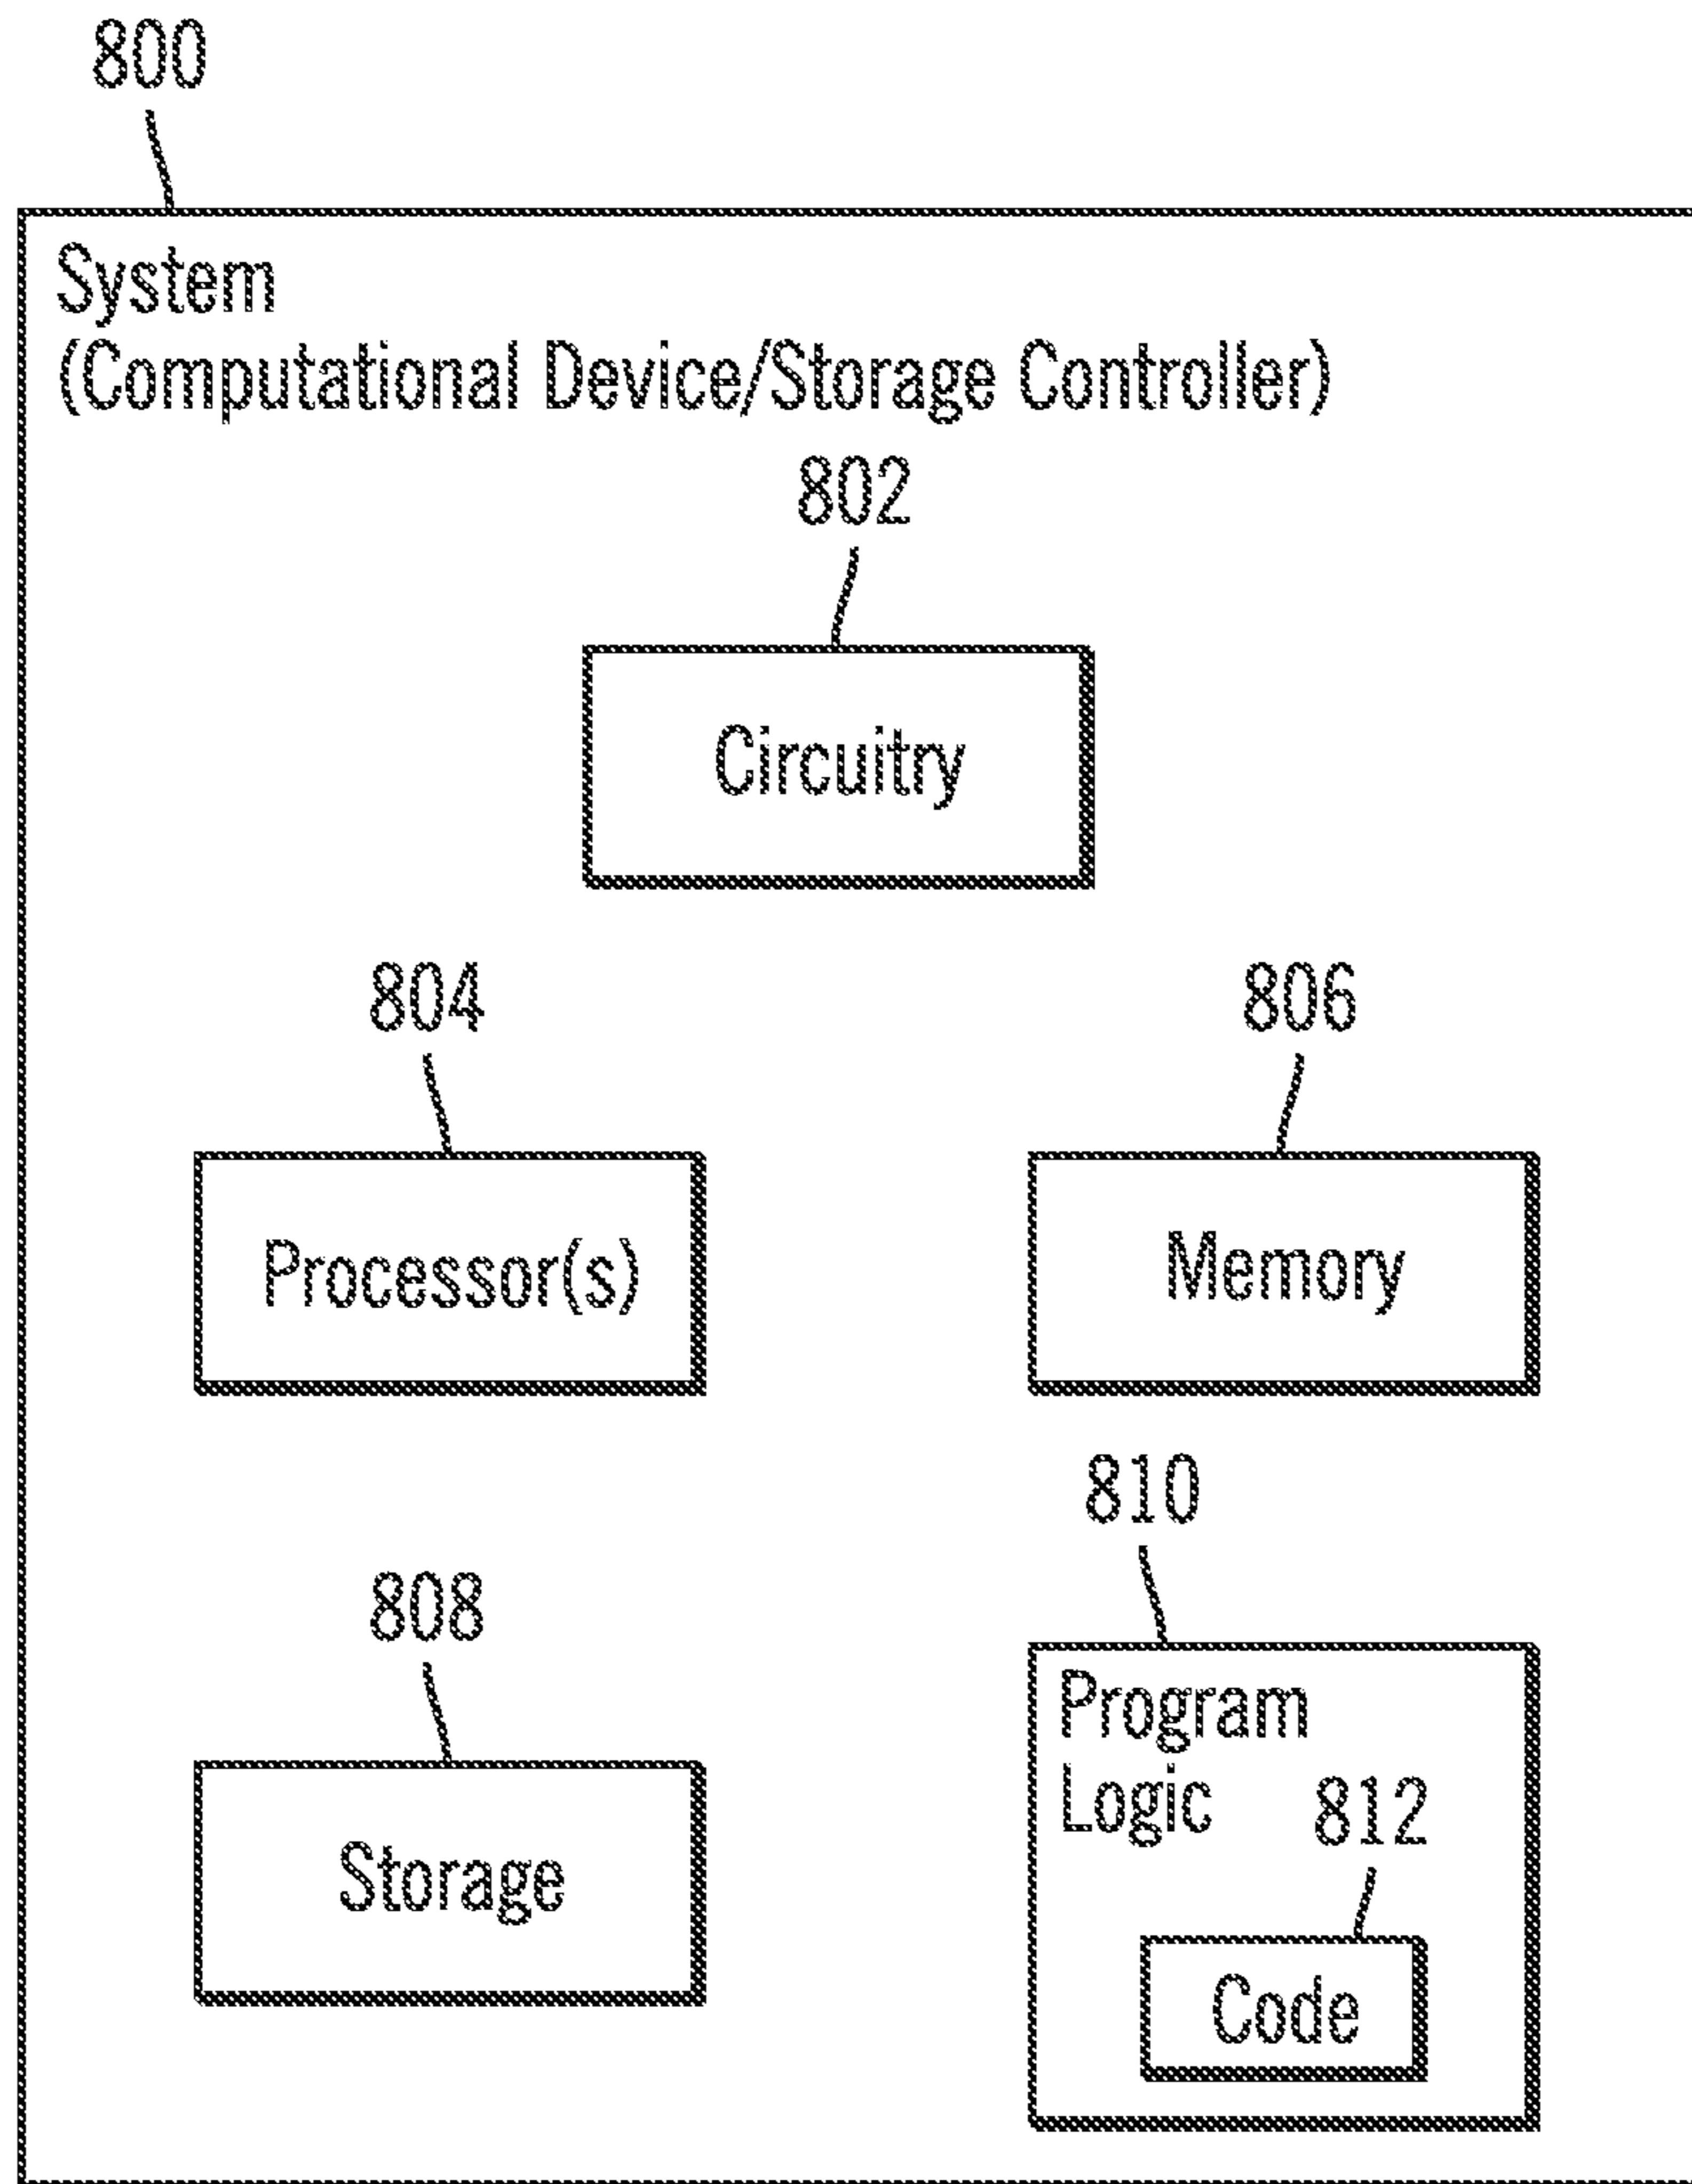 800
System
(Computational Device/Storage Controller)
802
Circuitry
804
806
Processor(s)
Memory
810
808
Program
Logic
812
Storage
Code